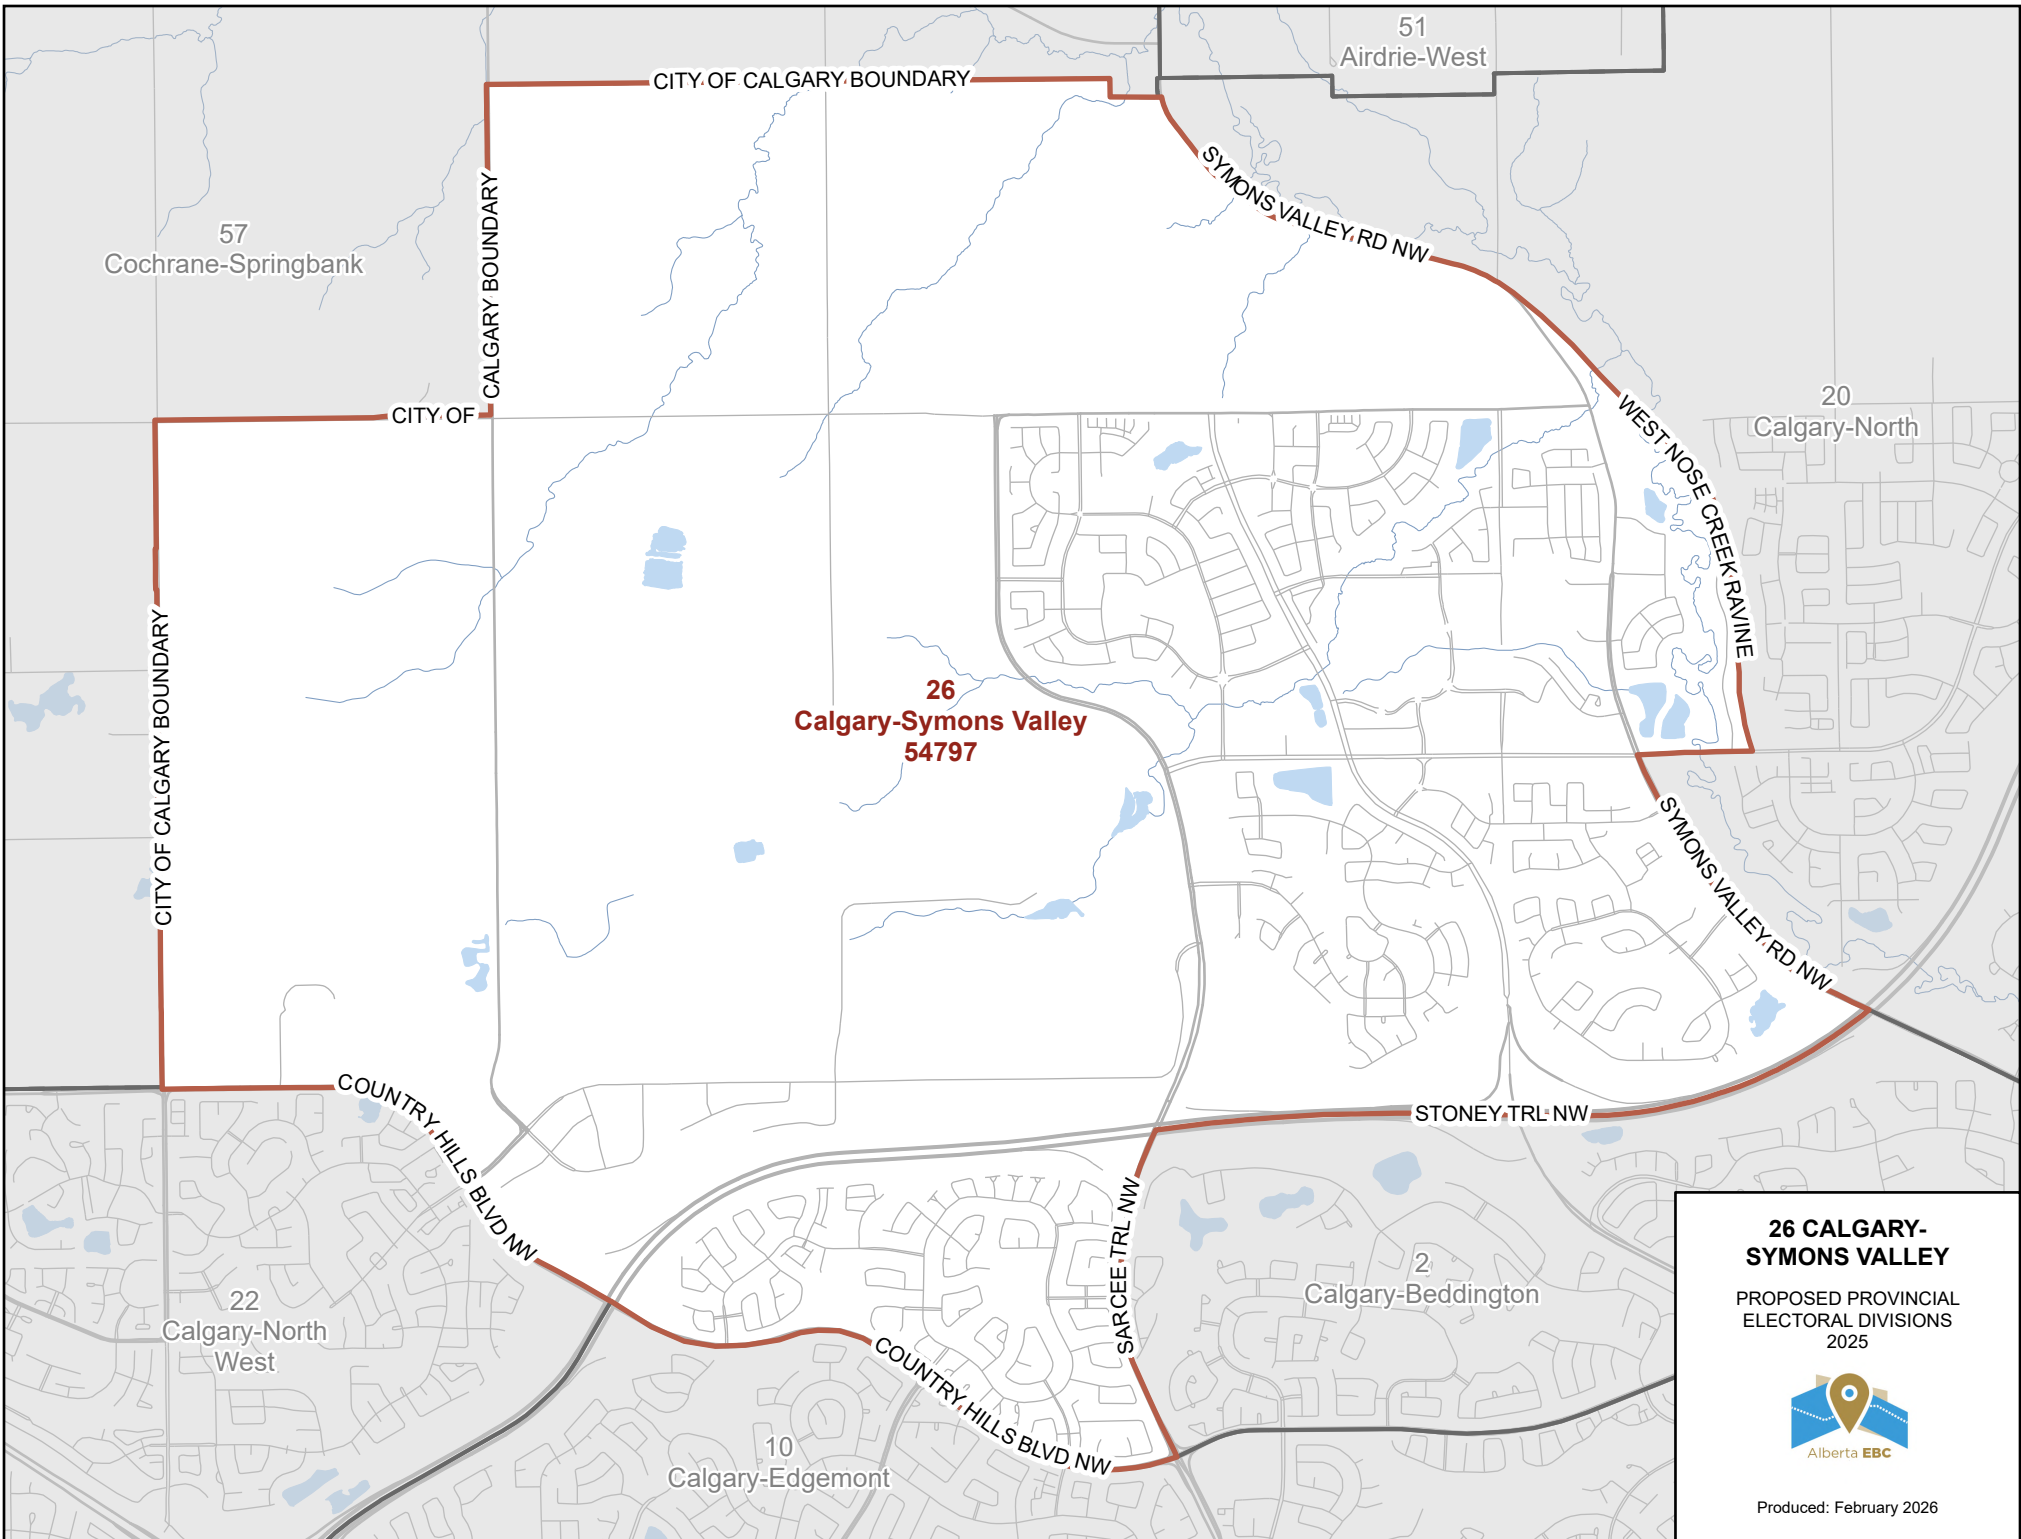 51
Airdrie-West
CITY OF CALGARY BOUNDARY
SYMONS VALLEY RD NW
CALGARY BOUNDARY
57
Cochrane-Springbank
CITY OF
20
Calgary-North
WEST NOSE CREEK RAVINE
CITY OF CALGARY BOUNDARY
26
Calgary-Symons Valley
54797
SYMONS VALLEY RD NW
COUNTRY HILLS BLVD NW
STONEY TRL NW
SARCEE TRL NW
22
Calgary-North
West
2
Calgary-Beddington
COUNTRY HILLS BLVD NW
10
Calgary-Edgemont
26 CALGARY-
SYMONS VALLEY
PROPOSED PROVINCIAL
ELECTORAL DIVISIONS
2025
Alberta EBC
Produced: February 2026